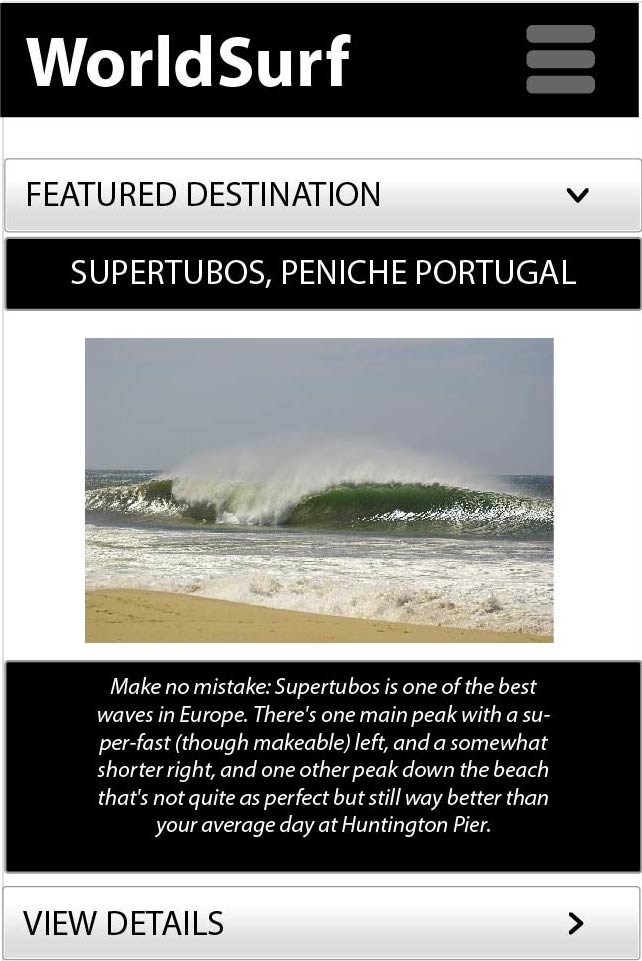 WorldSurf
FEATURED DESTINATION
SUPERTUBOS, PENICHE PORTUGAL
Make no mistake: Supertubos is one of the best
waves in Europe. There's one main peak with a su-
per-fast (though makeable) left, and a somewhat
shorter right, and one other peak down the beach
that's not quite as perfect but still way better than
your average day at Huntington Pier.
VIEW DETAILS